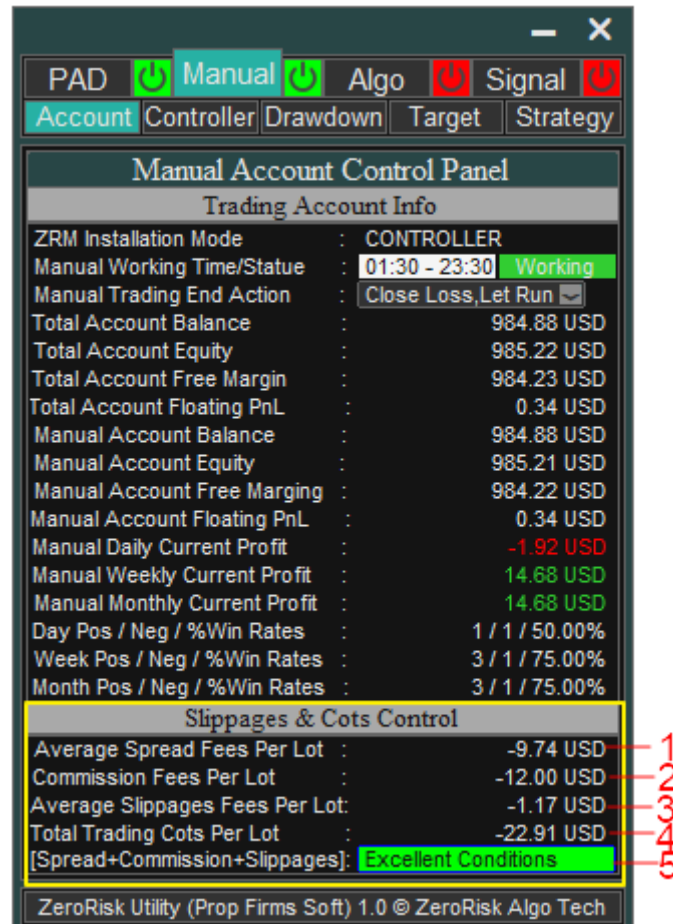 PAD Manual Algo Signal
Account Controller Drawdown Target Strategy
Manual Account Control Panel
Trading Account Info
ZRM Installation Mode : CONTROLLER
Manual Working Time/Statue : 01:30 - 23:30 Working
Manual Trading End Action : Close Loss,Let Run
Total Account Balance : 984.88 USD
Total Account Equity : 985.22 USD
Total Account Free Margin : 984.23 USD
Total Account Floating PnL : 0.34 USD
Manual Account Balance : 984.88 USD
Manual Account Equity : 985.21 USD
Manual Account Free Marging : 984.22 USD
Manual Account Floating PnL : 0.34 USD
Manual Daily Current Profit : -1.92 USD
Manual Weekly Current Profit : 14.68 USD
Manual Monthly Current Profit : 14.68 USD
Day Pos / Neg / %Win Rates : 1 / 1 / 50.00%
Week Pos / Neg / %Win Rates : 3 / 1 / 75.00%
Month Pos / Neg / %Win Rates : 3 / 1 / 75.00%
Slippages & Cots Control
Average Spread Fees Per Lot : -9.74 USD 1
Commission Fees Per Lot : -12.00 USD 2
Average Slippages Fees Per Lot: -1.17 USD 3
Total Trading Cots Per Lot : -22.91 USD 4
[Spread+Commission+Slippages]: Excellent Conditions 5
ZeroRisk Utility (Prop Firms Soft) 1.0 © ZeroRisk Algo Tech